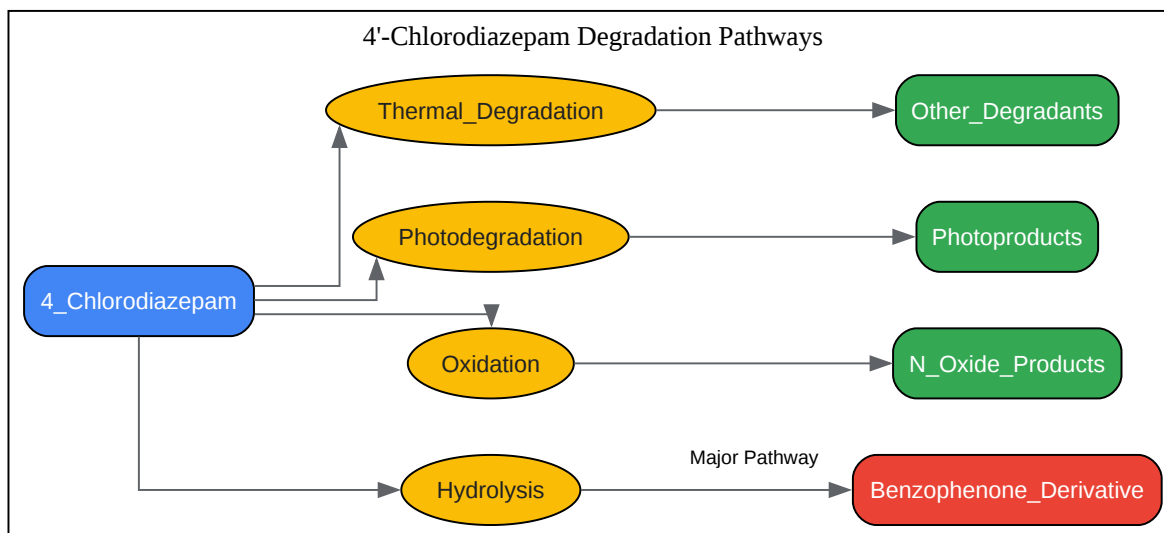 4'-Chlorodiazepam Degradation Pathways
Thermal_Degradation
Other_Degradants
Photodegradation
Photoproducts
4_Chlorodiazepam
Oxidation
N_Oxide_Products
Major Pathway
Hydrolysis
Benzophenone_Derivative